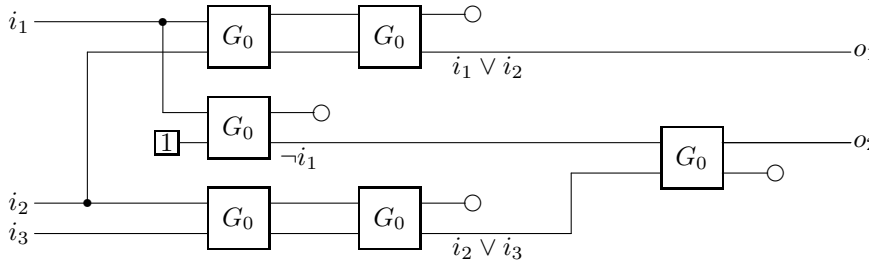 i₁ G₀ G₀
i₁ ∨ i₂ o₁
G₀
1 ¬i₁ G₀ o₂
i₂ G₀ G₀
i₃ i₂ ∨ i₃